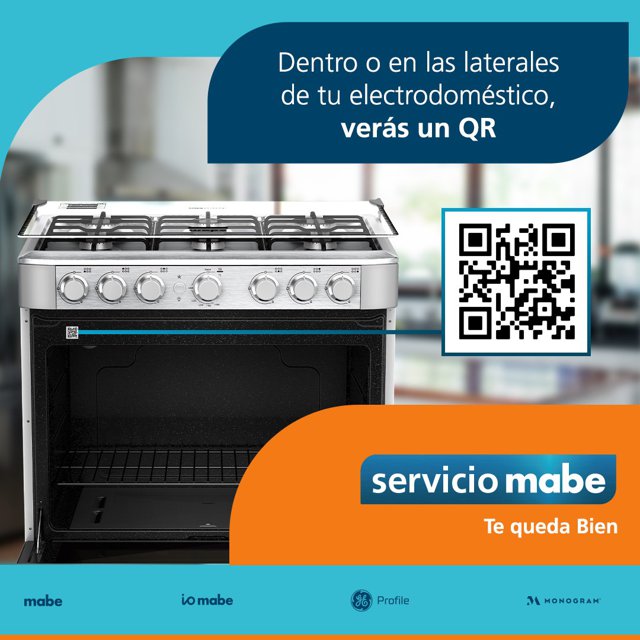 Dentro o en las laterales
de tu electrodoméstico,
verás un QR
servicio mabe
Te queda Bien
mabe
io mabe
GE Profile
MONOGRAM